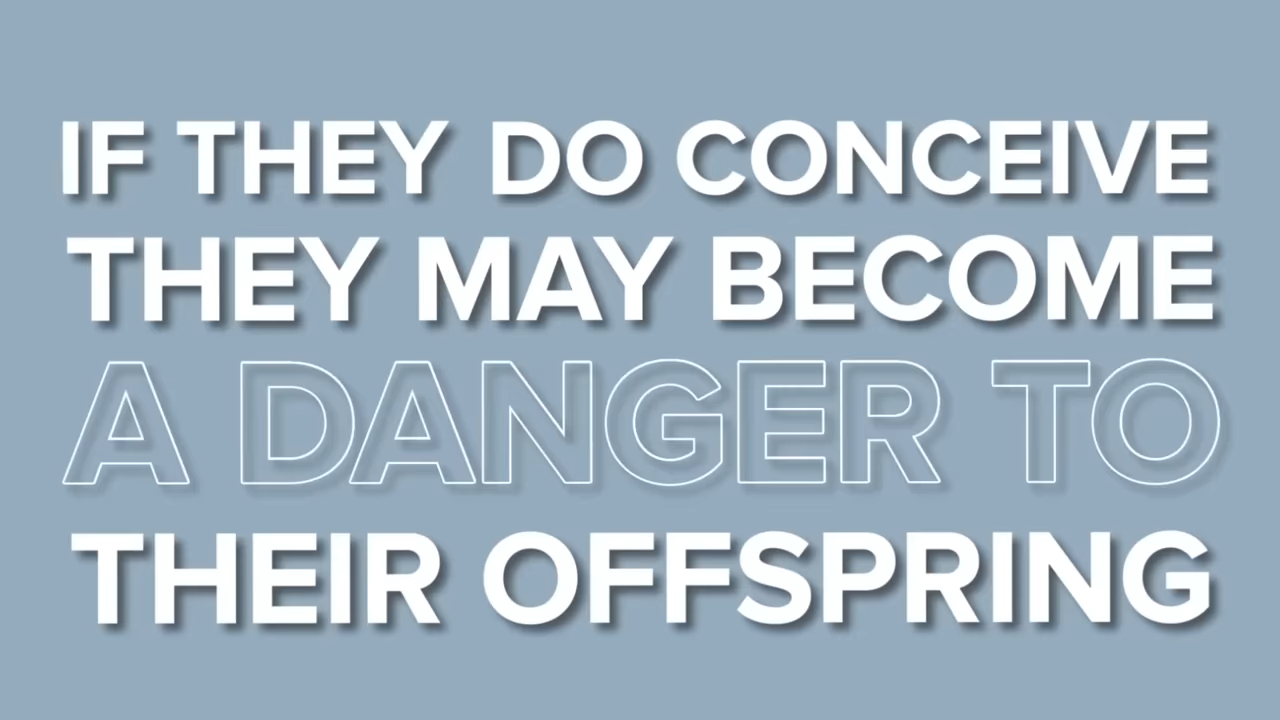 IF THEY DO CONCEIVE
THEY MAY BECOME
A DANGER TO
THEIR OFFSPRING